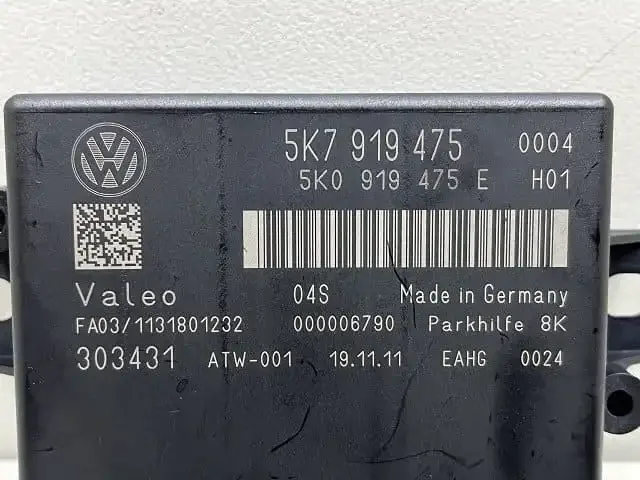 5K7 919 475 0004
5K0 919 475 E H01
Valeo 04S Made in Germany
FA03/1131801232 000006790 Parkhilfe 8K
303431 ATW-001 19.11.11 EAHG 0024